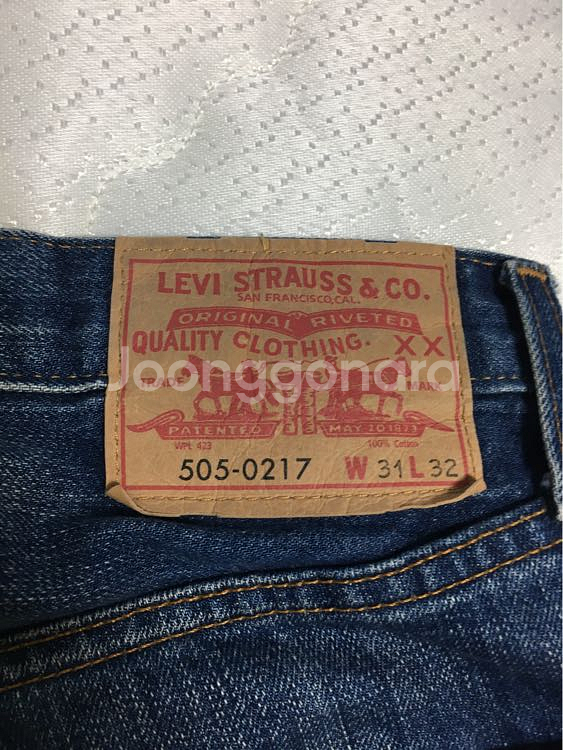 LEVI STRAUSS & CO.
SAN FRANCISCO, CAL.
ORIGINAL RIVETED
QUALITY CLOTHING. XX
Joonggonara
TRADE MARK
PATENTED MAY 20 1873
WPL 423 100% Cotton
505-0217 W 31 L 32